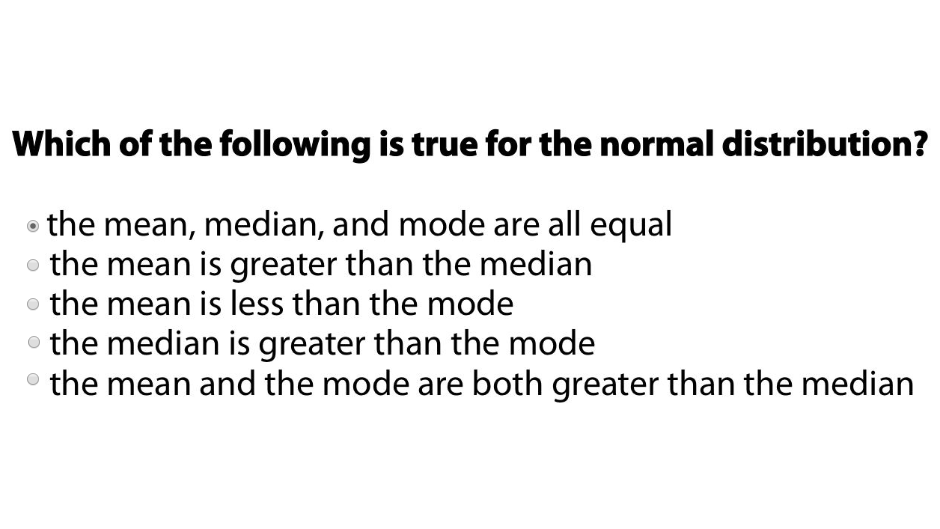 Which of the following is true for the normal distribution?
the mean, median, and mode are all equal
the mean is greater than the median
the mean is less than the mode
the median is greater than the mode
the mean and the mode are both greater than the median